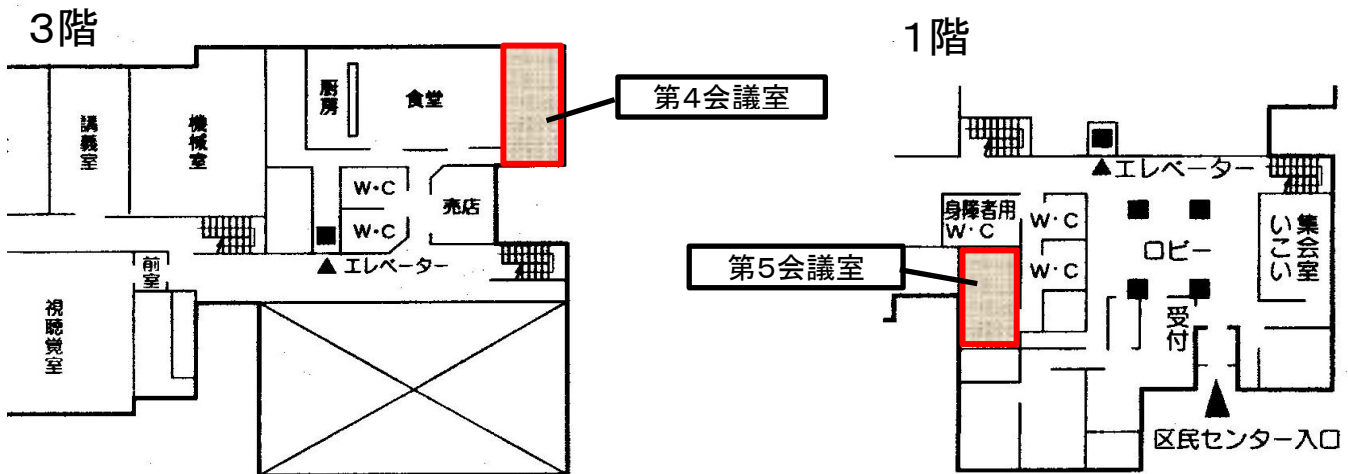 3階
1階
厨房
食堂
第4会議室
講義室
機械室
W・C
売店
W・C
▲ エレベーター
前室
視聴覚室
▲エレベーター
身障者用
W・C
W・C
W・C
ロビー
集会室
いこい
第5会議室
受付
区民センター入口